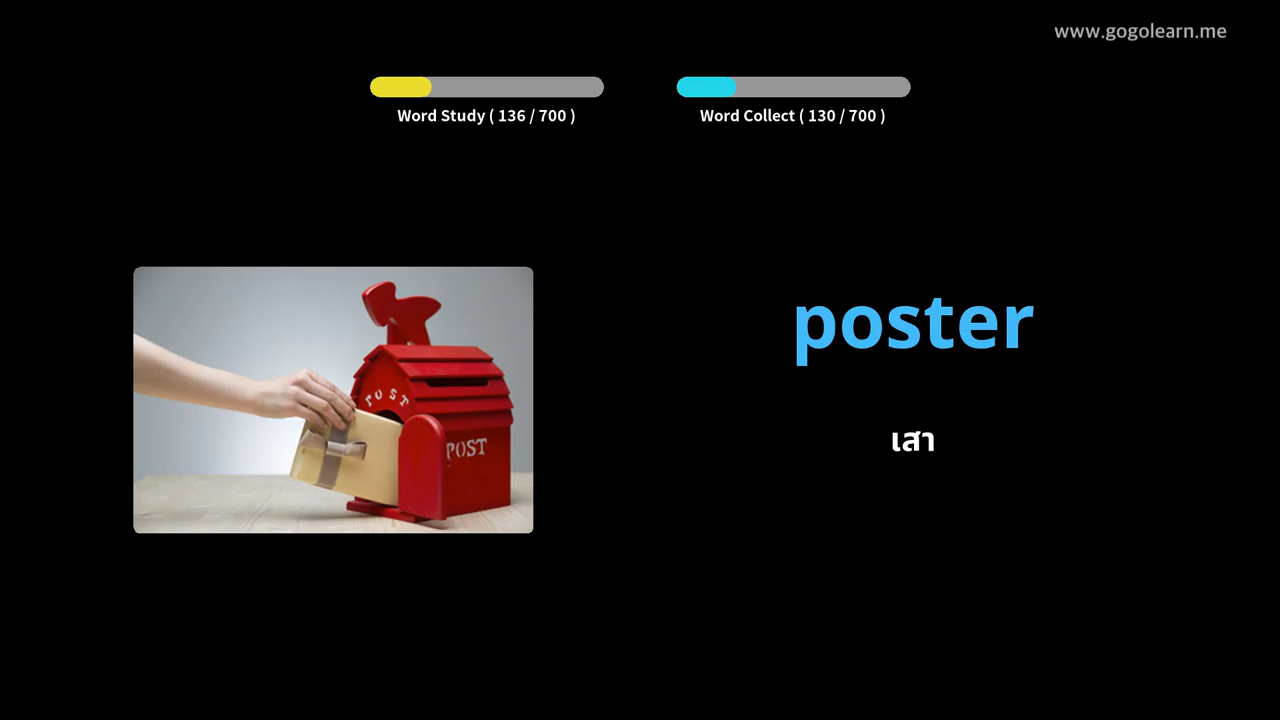 www.gogolearn.me
Word Study ( 136 / 700 )
Word Collect ( 130 / 700 )
poster
เสา
POST
POST